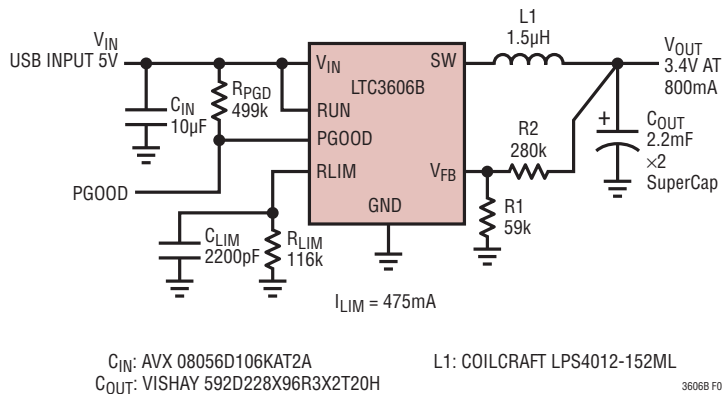 L1
1.5µH
VIN
USB INPUT 5V
VIN
SW
VOUT
3.4V AT
800mA
LTC3606B
RPGD
499k
CIN
10µF
RUN
PGOOD
PGOOD
RLIM
VFB
R2
280k
+
COUT
2.2mF
×2
SuperCap
GND
R1
59k
CLIM
2200pF
RLIM
116k
ILIM = 475mA
CIN: AVX 08056D106KAT2A
COUT: VISHAY 592D228X96R3X2T20H
L1: COILCRAFT LPS4012-152ML
3606B F0